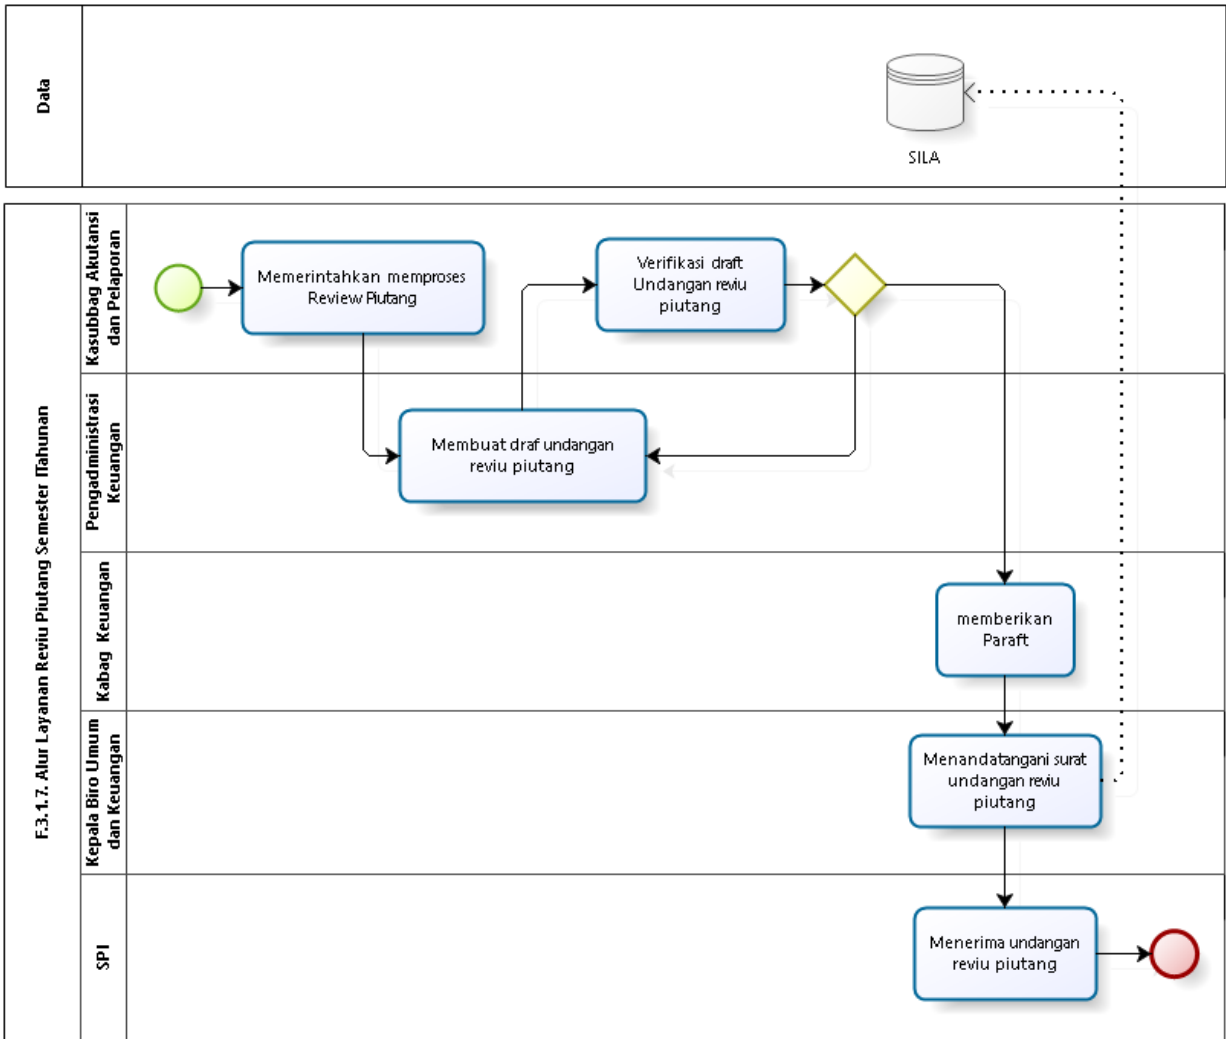 Data
SILA
F.3.1.7. Alur Layanan Reviu Piutang Semester /Tahunan
Kasubbag Akutansi
dan Pelaporan
Memerintahkan memproses
Review Piutang
Verifikasi draft
Undangan reviu
piutang
Pengadministrasi
Keuangan
Membuat draf undangan
reviu piutang
Kabag Keuangan
memberikan
Paraft
Kepala Biro Umum
dan Keuangan
Menandatangani surat
undangan reviu
piutang
SPI
Menerima undangan
reviu piutang